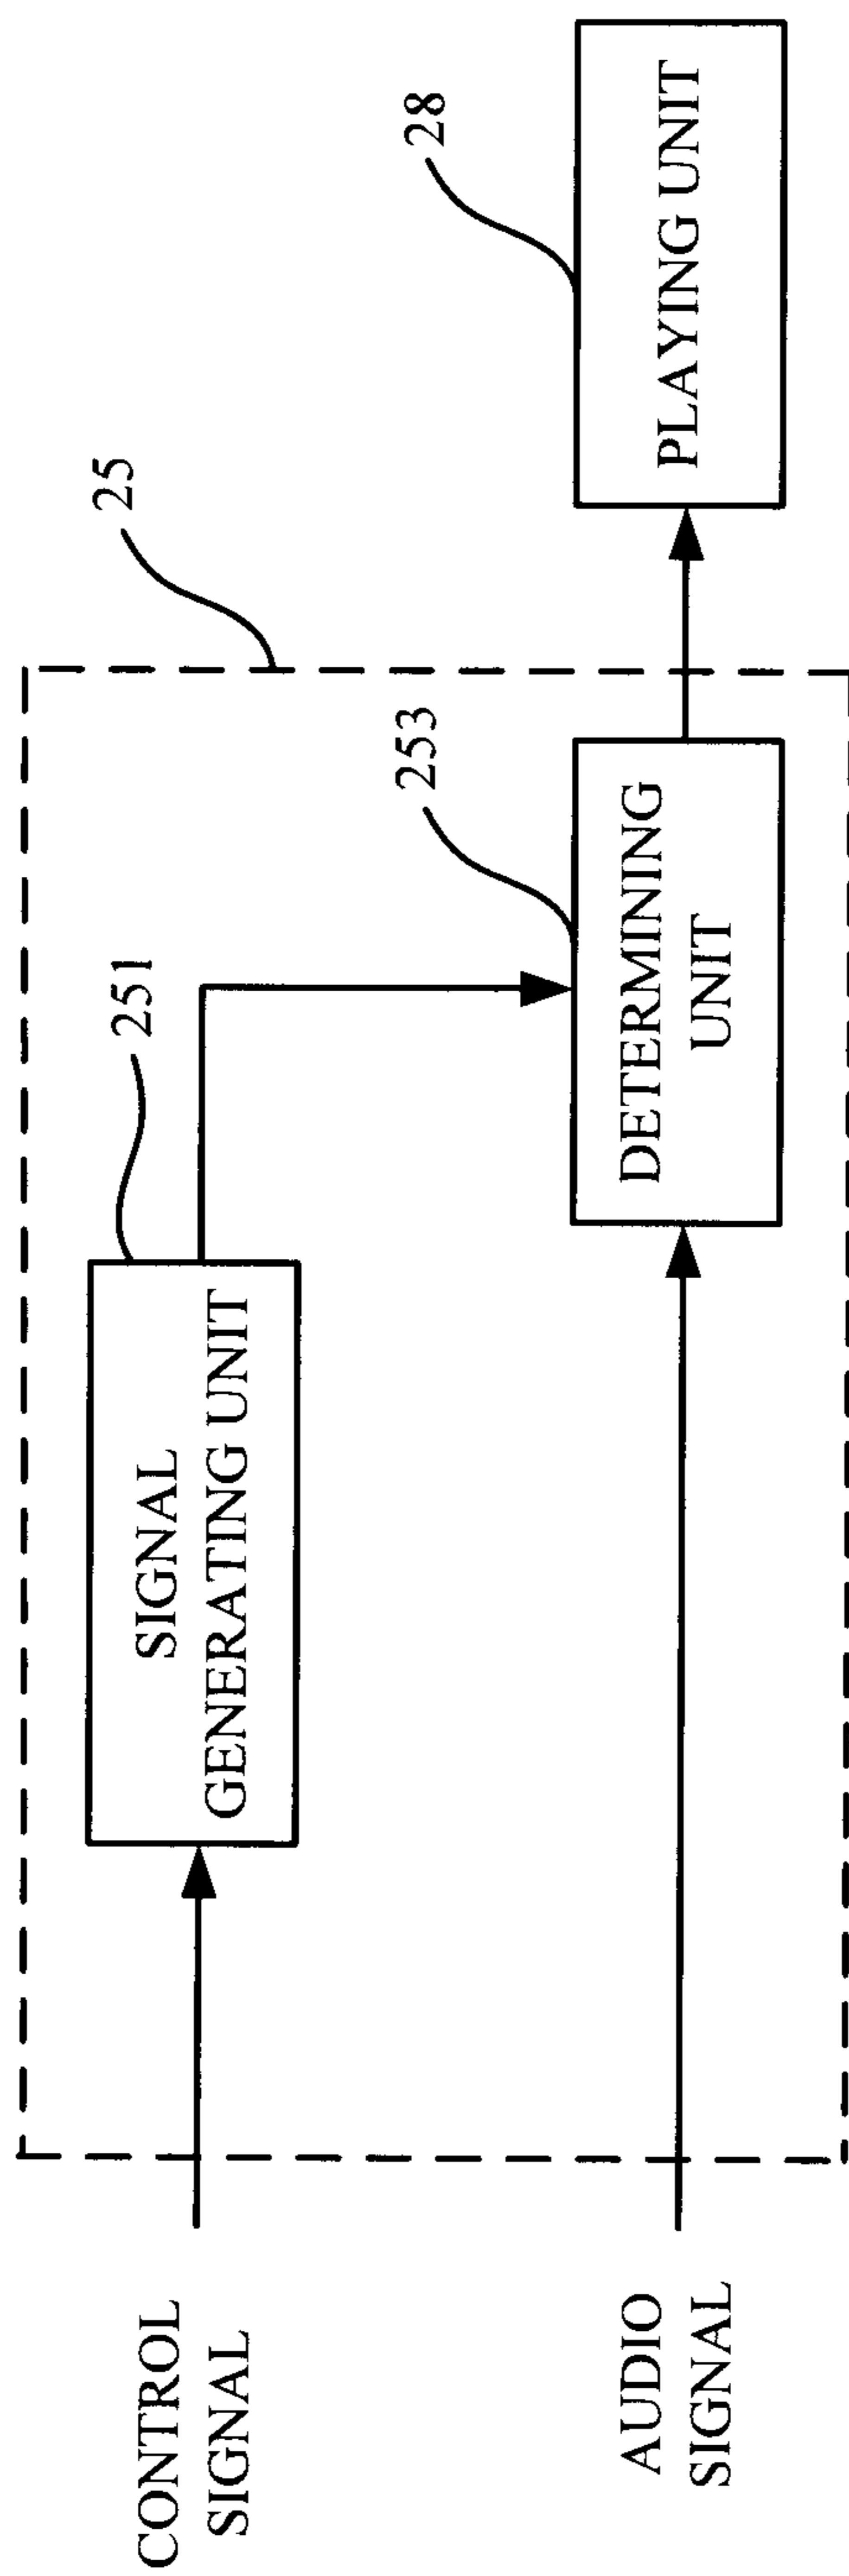 CONTROL
SIGNAL
SIGNAL
GENERATING UNIT
251
25
AUDIO
SIGNAL
DETERMINING
UNIT
253
PLAYING UNIT
28